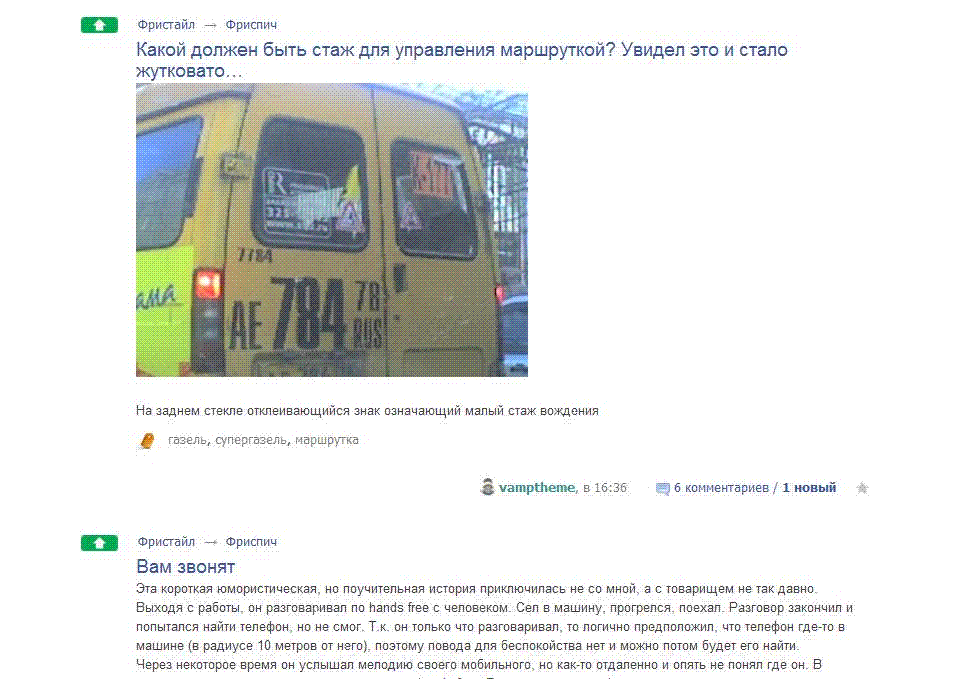 Фристайл → Фриспич
Какой должен быть стаж для управления маршруткой? Увидел это и стало
жутковато...
R
К-177
7784
АЕ 784 78
RUS
На заднем стекле отклеивающийся знак означающий малый стаж вождения
газель, супергазель, маршрутка
vamptheme, в 16:36 6 комментариев / 1 новый
Фристайл → Фриспич
Вам звонят
Эта короткая юмористическая, но поучительная история приключилась не со мной, а с товарищем не так давно.
Выходя с работы, он разговаривал по hands free с человеком. Сел в машину, прогрелся, поехал. Разговор закончил и
попытался найти телефон, но не смог. Т.к. он только что разговаривал, то логично предположил, что телефон где-то в
машине (в радиусе 10 метров от него), поэтому повода для беспокойства нет и можно потом будет его найти.
Через некоторое время он услышал мелодию своего мобильного, но как-то отдаленно и опять не понял где он. В